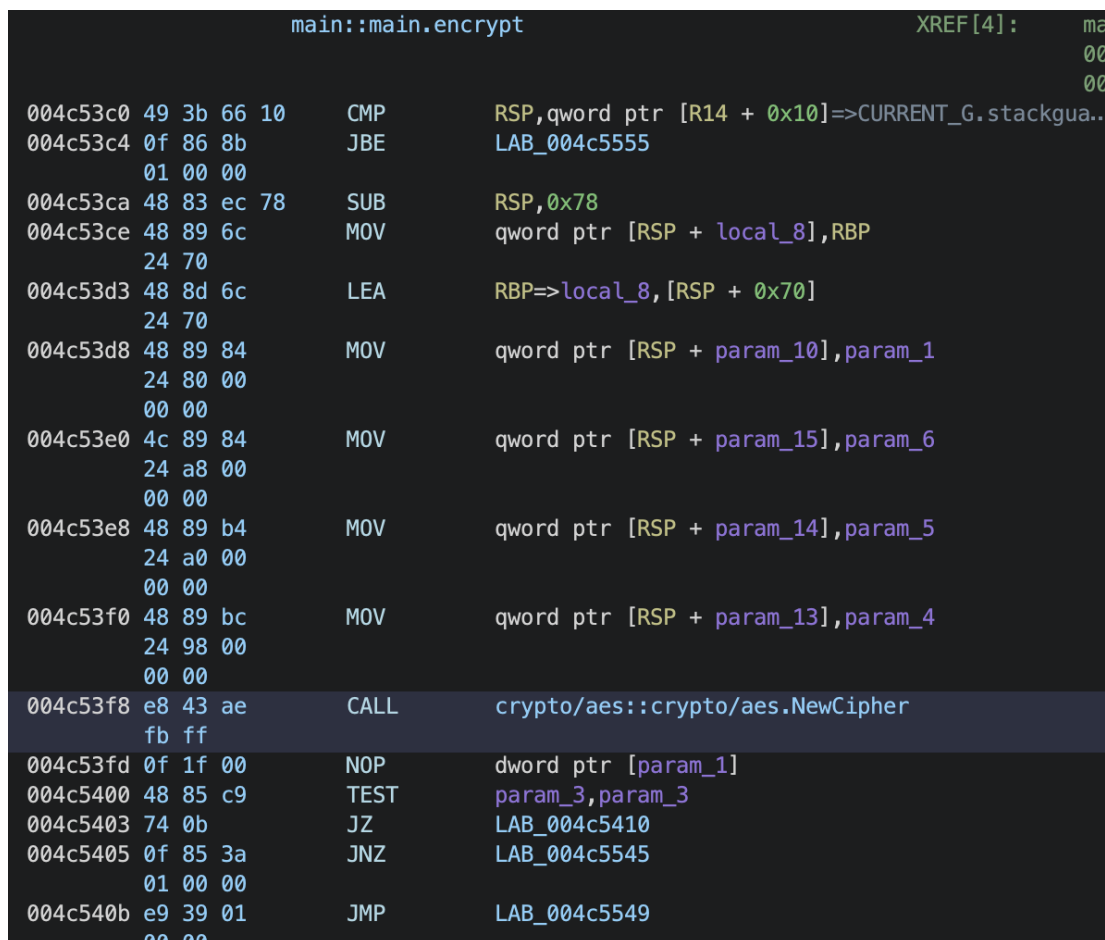 main::main.encrypt XREF[4]: ma
00
00
004c53c0 49 3b 66 10 CMP RSP,qword ptr [R14 + 0x10]=>CURRENT_G.stackgua..
004c53c4 0f 86 8b JBE LAB_004c5555
01 00 00
004c53ca 48 83 ec 78 SUB RSP,0x78
004c53ce 48 89 6c MOV qword ptr [RSP + local_8],RBP
24 70
004c53d3 48 8d 6c LEA RBP=>local_8,[RSP + 0x70]
24 70
004c53d8 48 89 84 MOV qword ptr [RSP + param_10],param_1
24 80 00
00 00
004c53e0 4c 89 84 MOV qword ptr [RSP + param_15],param_6
24 a8 00
00 00
004c53e8 48 89 b4 MOV qword ptr [RSP + param_14],param_5
24 a0 00
00 00
004c53f0 48 89 bc MOV qword ptr [RSP + param_13],param_4
24 98 00
00 00
004c53f8 e8 43 ae CALL crypto/aes::crypto/aes.NewCipher
fb ff
004c53fd 0f 1f 00 NOP dword ptr [param_1]
004c5400 48 85 c9 TEST param_3,param_3
004c5403 74 0b JZ LAB_004c5410
004c5405 0f 85 3a JNZ LAB_004c5545
01 00 00
004c540b e9 39 01 JMP LAB_004c5549
00 00